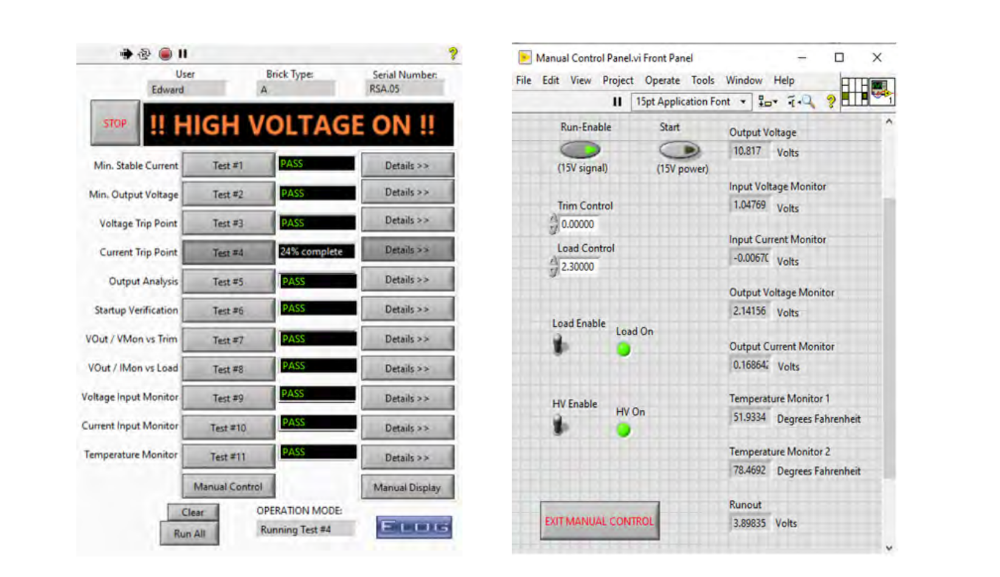 User Brick Type: Serial Number:
Edward A RSA.05
STOP !! HIGH VOLTAGE ON !!
Min. Stable Current Test #1 PASS Details >>
Min. Output Voltage Test #2 PASS Details >>
Voltage Trip Point Test #3 PASS Details >>
Current Trip Point Test #4 24% complete Details >>
Output Analysis Test #5 PASS Details >>
Startup Verification Test #6 PASS Details >>
VOut / VMon vs Trim Test #7 PASS Details >>
VOut / IMon vs Load Test #8 PASS Details >>
Voltage Input Monitor Test #9 PASS Details >>
Current Input Monitor Test #10 PASS Details >>
Temperature Monitor Test #11 PASS Details >>
Manual Control Manual Display
Clear OPERATION MODE:
Run All Running Test #4 ELOG
Manual Control Panel.vi Front Panel
File Edit View Project Operate Tools Window Help
15pt Application Font
1
Run-Enable Start
(15V signal) (15V power)
Trim Control
0.00000
Load Control
2.30000
Load Enable Load On
HV Enable HV On
EXIT MANUAL CONTROL
Output Voltage
10.817 Volts
Input Voltage Monitor
1.04769 Volts
Input Current Monitor
Volts
Output Voltage Monitor
2.14156 Volts
Output Current Monitor
Volts
Temperature Monitor 1
51.9334 Degrees Fahrenheit
Temperature Monitor 2
78.4692 Degrees Fahrenheit
Runout
3.89835 Volts